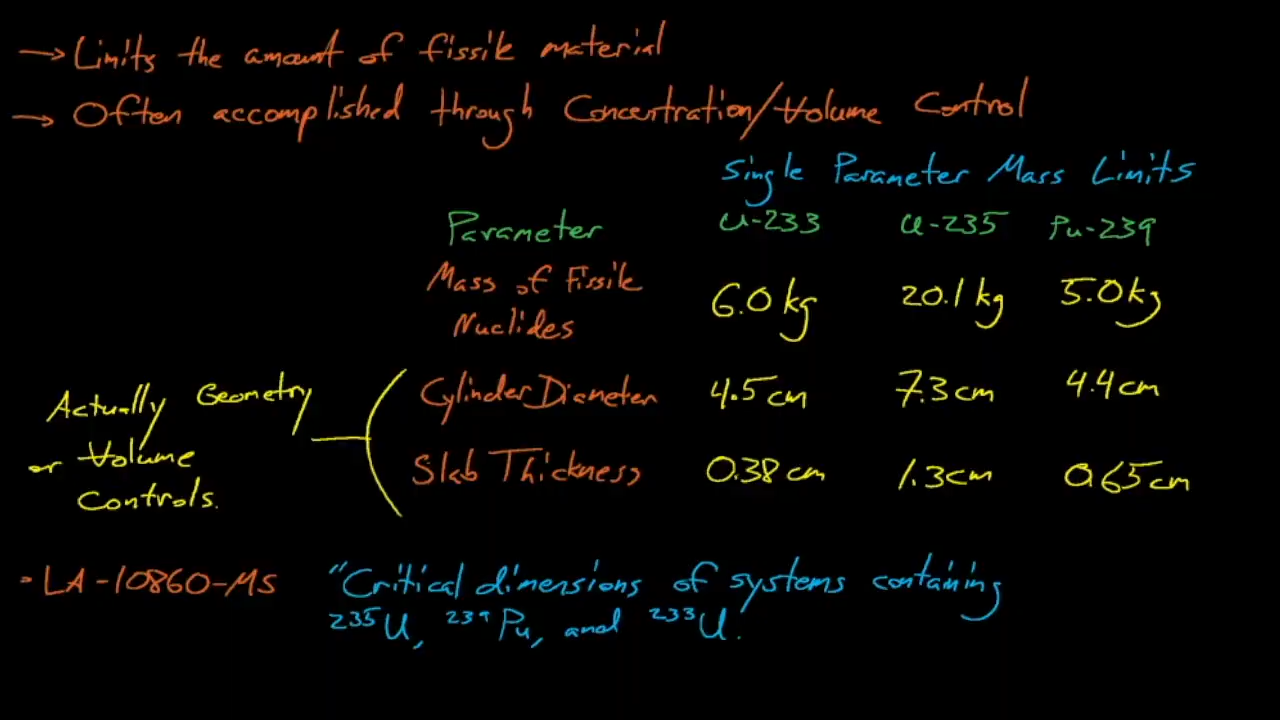 → Limits the amount of fissile material
→ Often accomplished through Concentration/Volume Control
Single Parameter Mass Limits
Parameter U-233 U-235 Pu-239
Mass of Fissile
Nuclides
6.0 kg 20.1 kg 5.0 kg
Cylinder Diameter 4.5 cm 7.3 cm 4.4 cm
Slab Thickness 0.38 cm 1.3 cm 0.65 cm
Actually Geometry
or Volume
Controls.
- LA-10860-MS "Critical dimensions of systems containing
²³⁵U, ²³⁹Pu, and ²³³U.